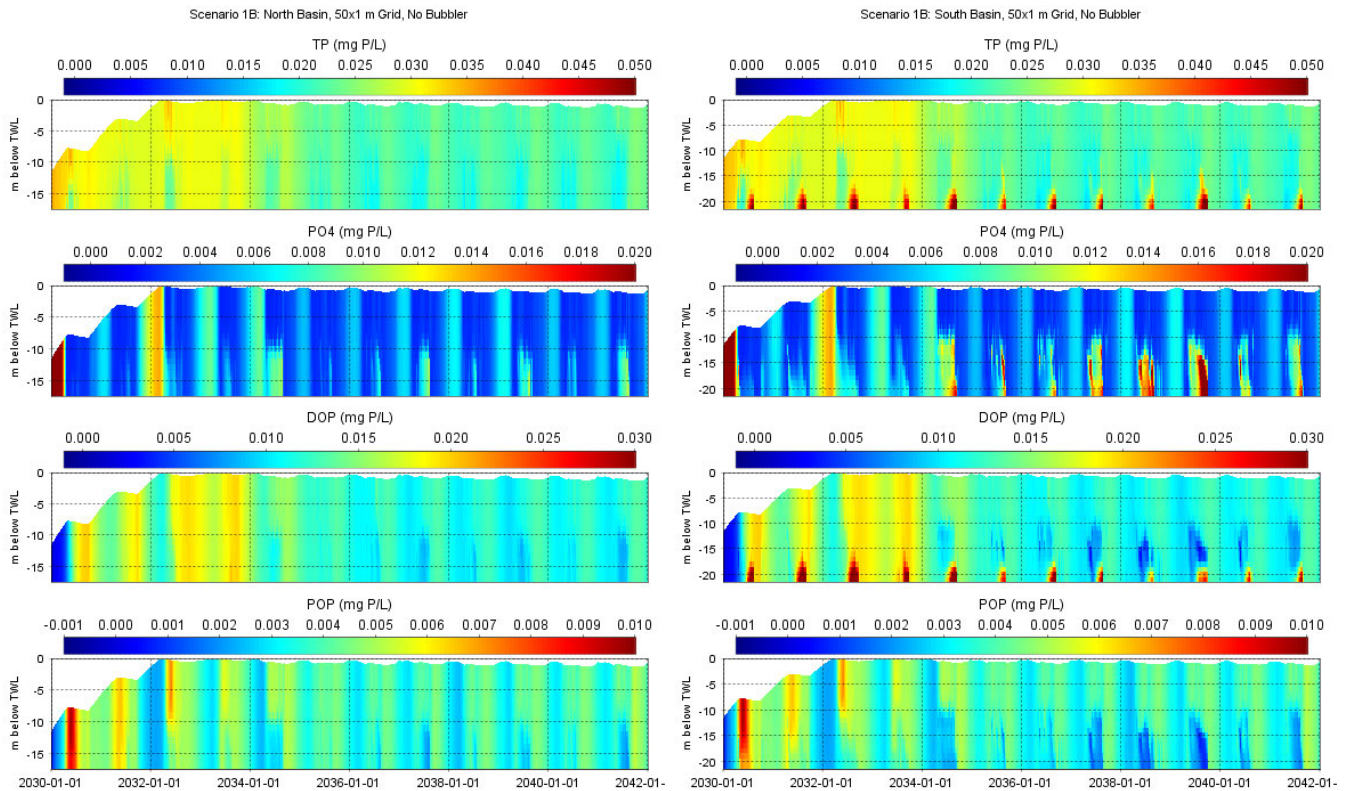 Scenario 1B: North Basin, 50x1 m Grid, No Bubbler
TP (mg P/L)
0.000 0.005 0.010 0.015 0.020 0.025 0.030 0.035 0.040 0.045 0.050
m below TWL
0
-5
-10
-15
PO4 (mg P/L)
0.000 0.002 0.004 0.006 0.008 0.010 0.012 0.014 0.016 0.018 0.020
m below TWL
0
-5
-10
-15
DOP (mg P/L)
0.000 0.005 0.010 0.015 0.020 0.025 0.030
m below TWL
0
-5
-10
-15
POP (mg P/L)
-0.001 0.000 0.001 0.002 0.003 0.004 0.005 0.006 0.007 0.008 0.009 0.010
m below TWL
0
-5
-10
-15
2030-01-01 2032-01-01 2034-01-01 2036-01-01 2038-01-01 2040-01-01 2042-01-
Scenario 1B: South Basin, 50x1 m Grid, No Bubbler
TP (mg P/L)
0.000 0.005 0.010 0.015 0.020 0.025 0.030 0.035 0.040 0.045 0.050
m below TWL
0
-5
-10
-15
-20
PO4 (mg P/L)
0.000 0.002 0.004 0.006 0.008 0.010 0.012 0.014 0.016 0.018 0.020
m below TWL
0
-5
-10
-15
-20
DOP (mg P/L)
0.000 0.005 0.010 0.015 0.020 0.025 0.030
m below TWL
0
-5
-10
-15
-20
POP (mg P/L)
-0.001 0.000 0.001 0.002 0.003 0.004 0.005 0.006 0.007 0.008 0.009 0.010
m below TWL
0
-5
-10
-15
-20
2030-01-01 2032-01-01 2034-01-01 2036-01-01 2038-01-01 2040-01-01 2042-01-